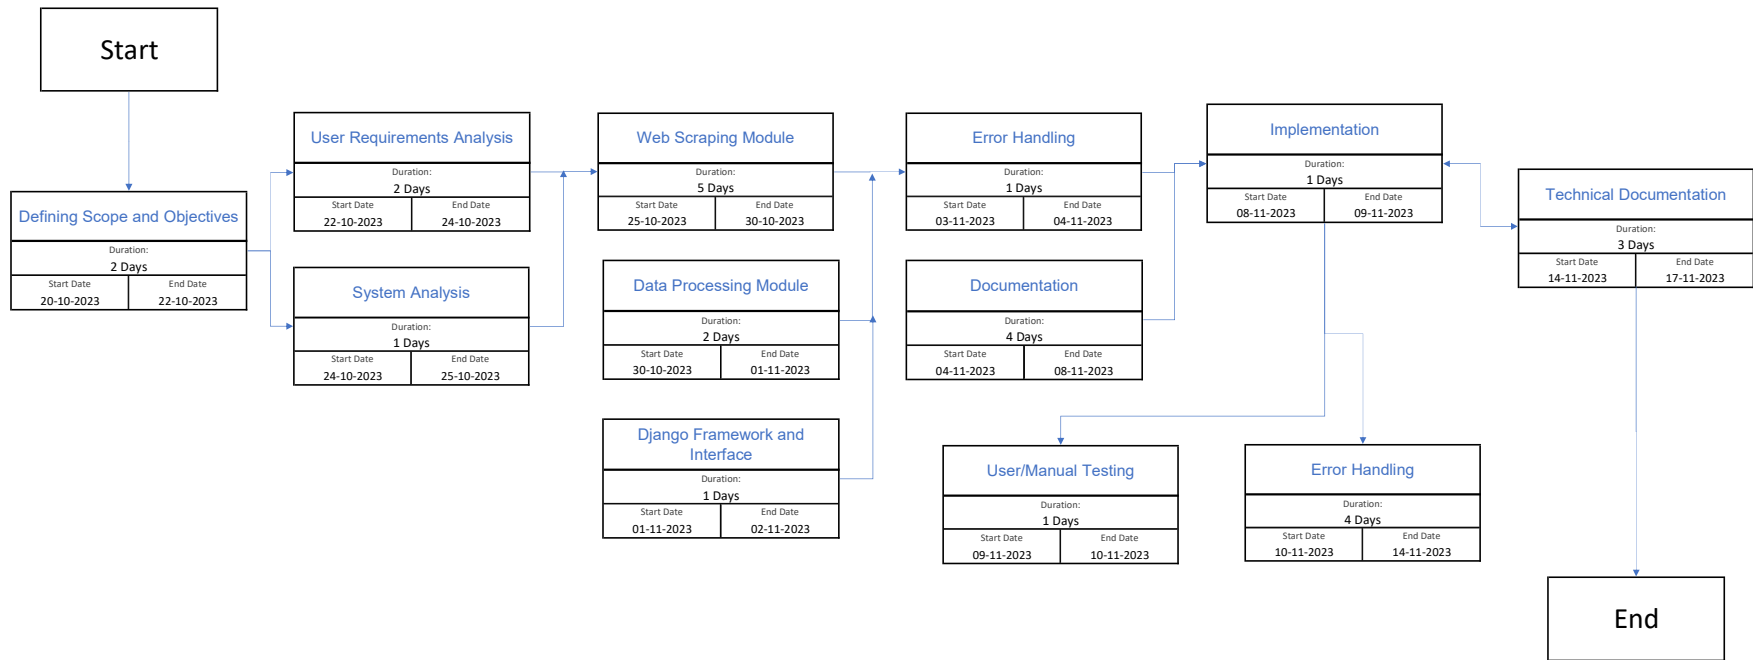 Start
Defining Scope and Objectives
Duration:
2 Days
Start Date
End Date
20-10-2023
22-10-2023
User Requirements Analysis
Duration:
2 Days
Start Date
End Date
22-10-2023
24-10-2023
System Analysis
Duration:
1 Days
Start Date
End Date
24-10-2023
25-10-2023
Web Scraping Module
Duration:
5 Days
Start Date
End Date
25-10-2023
30-10-2023
Data Processing Module
Duration:
2 Days
Start Date
End Date
30-10-2023
01-11-2023
Django Framework and
Interface
Duration:
1 Days
Start Date
End Date
01-11-2023
02-11-2023
Error Handling
Duration:
1 Days
Start Date
End Date
03-11-2023
04-11-2023
Documentation
Duration:
4 Days
Start Date
End Date
04-11-2023
08-11-2023
Implementation
Duration:
1 Days
Start Date
End Date
08-11-2023
09-11-2023
User/Manual Testing
Duration:
1 Days
Start Date
End Date
09-11-2023
10-11-2023
Error Handling
Duration:
4 Days
Start Date
End Date
10-11-2023
14-11-2023
Technical Documentation
Duration:
3 Days
Start Date
End Date
14-11-2023
17-11-2023
End